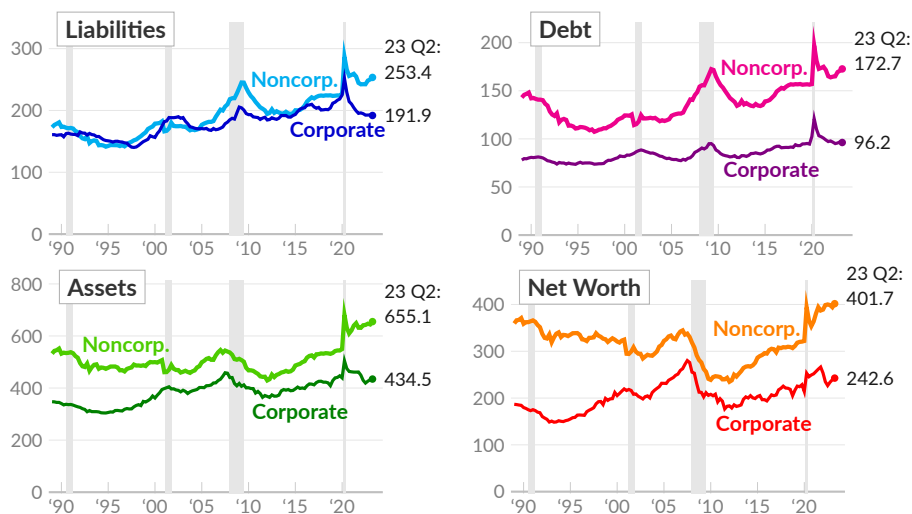 Liabilities
23 Q2:
300
253.4
Noncorp.
200
191.9
Corporate
100
0
‘90 ‘95 ‘00 ‘05 ‘10 ‘15 ‘20
Debt
23 Q2:
200
172.7
Noncorp.
150
100
96.2
Corporate
50
0
‘90 ‘95 ‘00 ‘05 ‘10 ‘15 ‘20
Assets
23 Q2:
800
655.1
600
Noncorp.
400
434.5
Corporate
200
0
‘90 ‘95 ‘00 ‘05 ‘10 ‘15 ‘20
Net Worth
23 Q2:
400
401.7
Noncorp.
300
242.6
200
Corporate
100
0
‘90 ‘95 ‘00 ‘05 ‘10 ‘15 ‘20